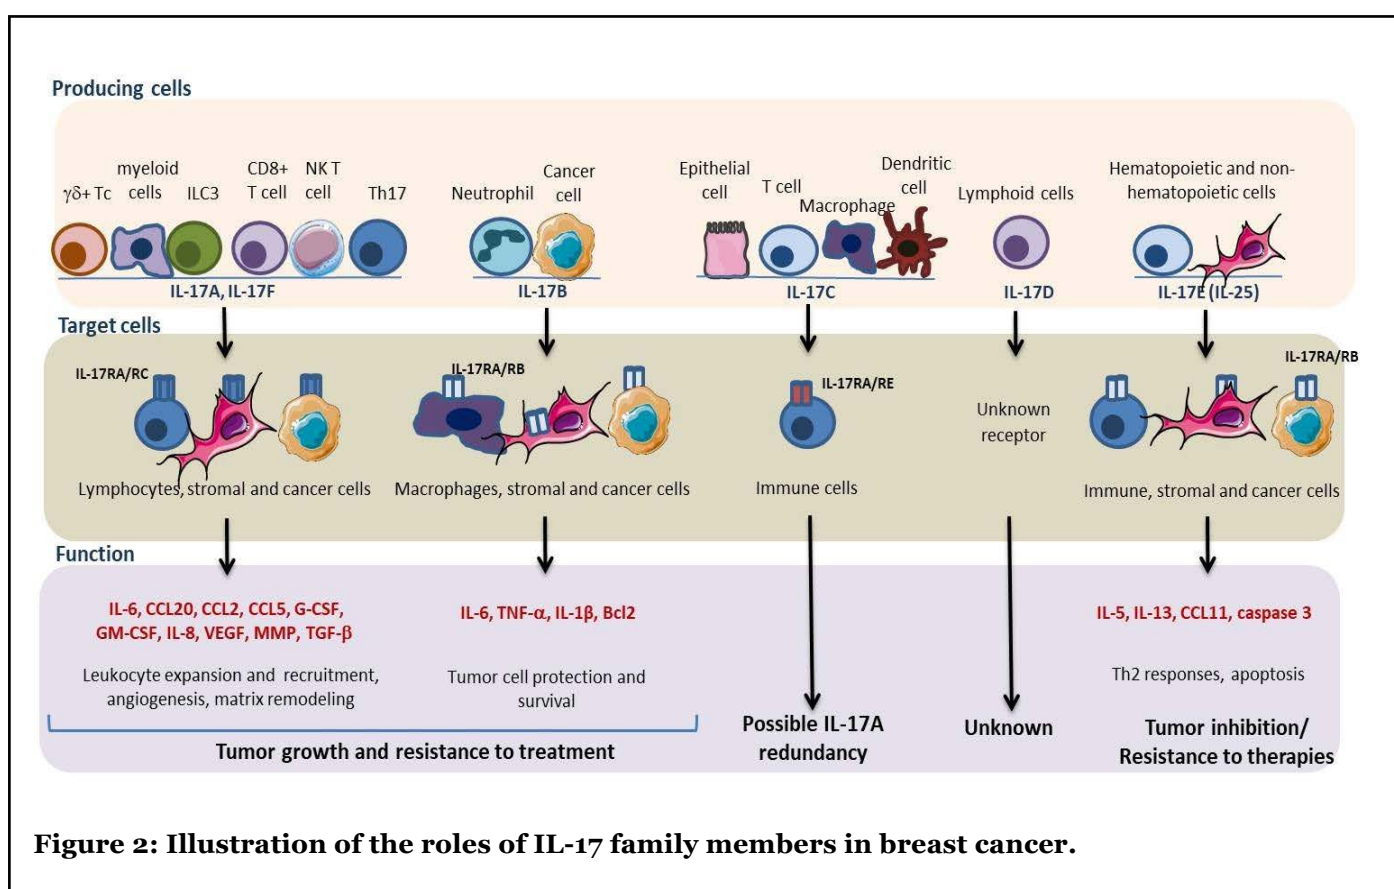 Producing cells
γδ+ Tc
myeloid
cells
ILC3
CD8+
T cell
NK T
cell
Th17
Neutrophil
Cancer
cell
Epithelial
cell
T cell
Macrophage
Dendritic
cell
Lymphoid cells
Hematopoietic and non-
hematopoietic cells
IL-17A, IL-17F
IL-17B
IL-17C
IL-17D
IL-17E (IL-25)
Target cells
IL-17RA/RC
IL-17RA/RB
IL-17RA/RE
Unknown
receptor
IL-17RA/RB
Lymphocytes, stromal and cancer cells
Macrophages, stromal and cancer cells
Immune cells
Immune, stromal and cancer cells
Function
IL-6, CCL20, CCL2, CCL5, G-CSF,
GM-CSF, IL-8, VEGF, MMP, TGF-β
Leukocyte expansion and recruitment,
angiogenesis, matrix remodeling
IL-6, TNF-α, IL-1β, Bcl2
Tumor cell protection and
survival
Tumor growth and resistance to treatment
Possible IL-17A
redundancy
Unknown
IL-5, IL-13, CCL11, caspase 3
Th2 responses, apoptosis
Tumor inhibition/
Resistance to therapies
Figure 2: Illustration of the roles of IL-17 family members in breast cancer.